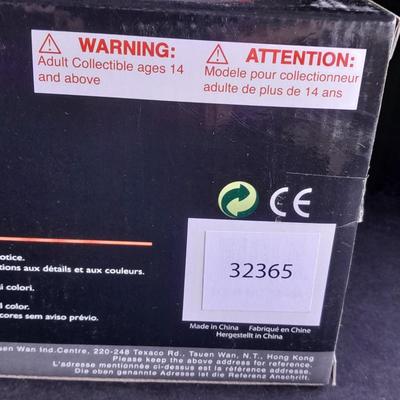 WARNING:
Adult Collectible ages 14
and above
ATTENTION:
Modele pour collectionneur
adulte de plus de 14 ans
CE
32365
otice.
tions aux détails et aux couleurs.
i colori.
l color.
cores sem aviso prévio.
Made in China Fabriqué en Chine
Hergestellt in China
uen Wan Ind.Centre, 220-248 Texaco Rd., Tsuen Wan, N.T., Hong Kong
Please keep the above address for reference.
L'adresse mentionnée ci-dessus est la adresse de référence.
Die oben genannte Adresse ist die Referenz Anschrift.